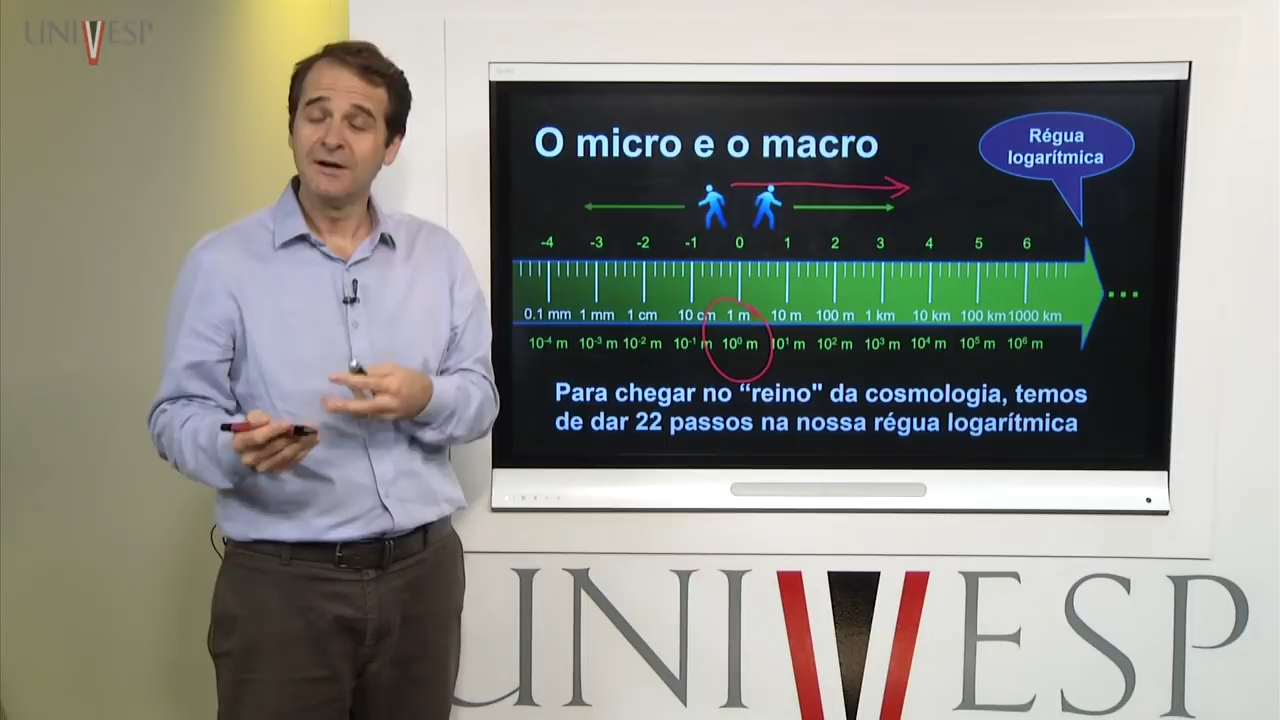 UNIVESP
O micro e o macro
Régua
logarítmica
-4 -3 -2 -1 0 1 2 3 4 5 6
0.1 mm 1 mm 1 cm 10 cm 1 m 10 m 100 m 1 km 10 km 100 km 1000 km
10⁻⁴ m 10⁻³ m 10⁻² m 10⁻¹ m 10⁰ m 10¹ m 10² m 10³ m 10⁴ m 10⁵ m 10⁶ m
Para chegar no “reino" da cosmologia, temos
de dar 22 passos na nossa régua logarítmica
UNIVESP